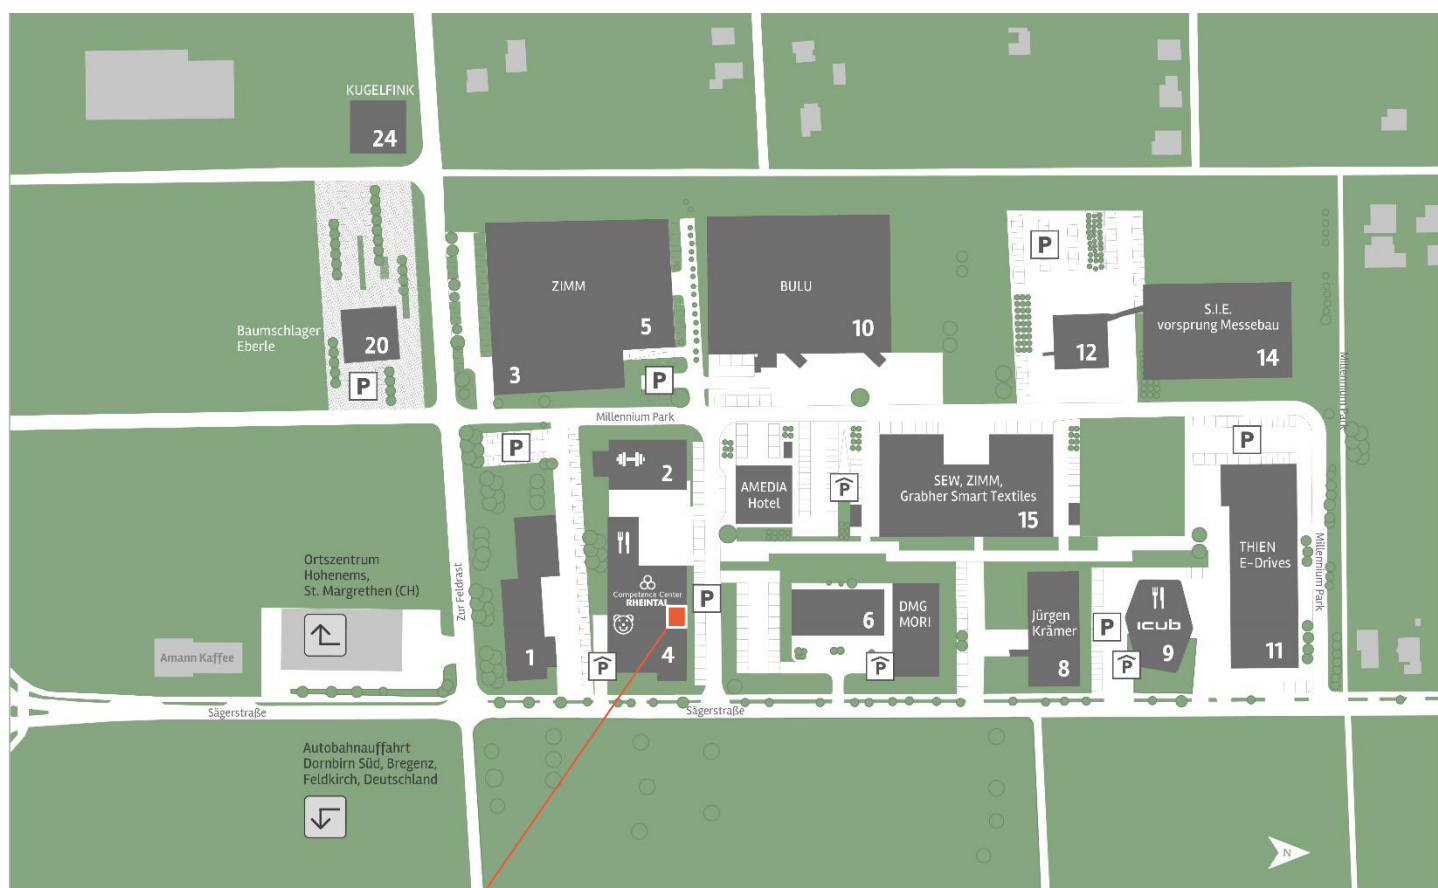 KUGELFINK
24
P
ZIMM
BULU
S.I.E.
vorsprung Messebau
5
10
12
14
Baumschlager
Eberle
20
P
3
P
Millennium Park
Millennium Park
P
2
P
AMEDIA
Hotel
P
SEW, ZIMM,
Grabher Smart Textiles
15
THIEN
E-Drives
Millennium Park
Ortszentrum
Hohenems,
St. Margrethen (CH)
Zur Feldrast
Competence Center
RHEINTAL
P
6
DMG
MORI
Jürgen
Krämer
P
icub
Amann Kaffee
1
P
4
P
8
P
9
11
Sägerstraße
Sägerstraße
Autobahnauffahrt
Dornbirn Süd, Bregenz,
Feldkirch, Deutschland
N